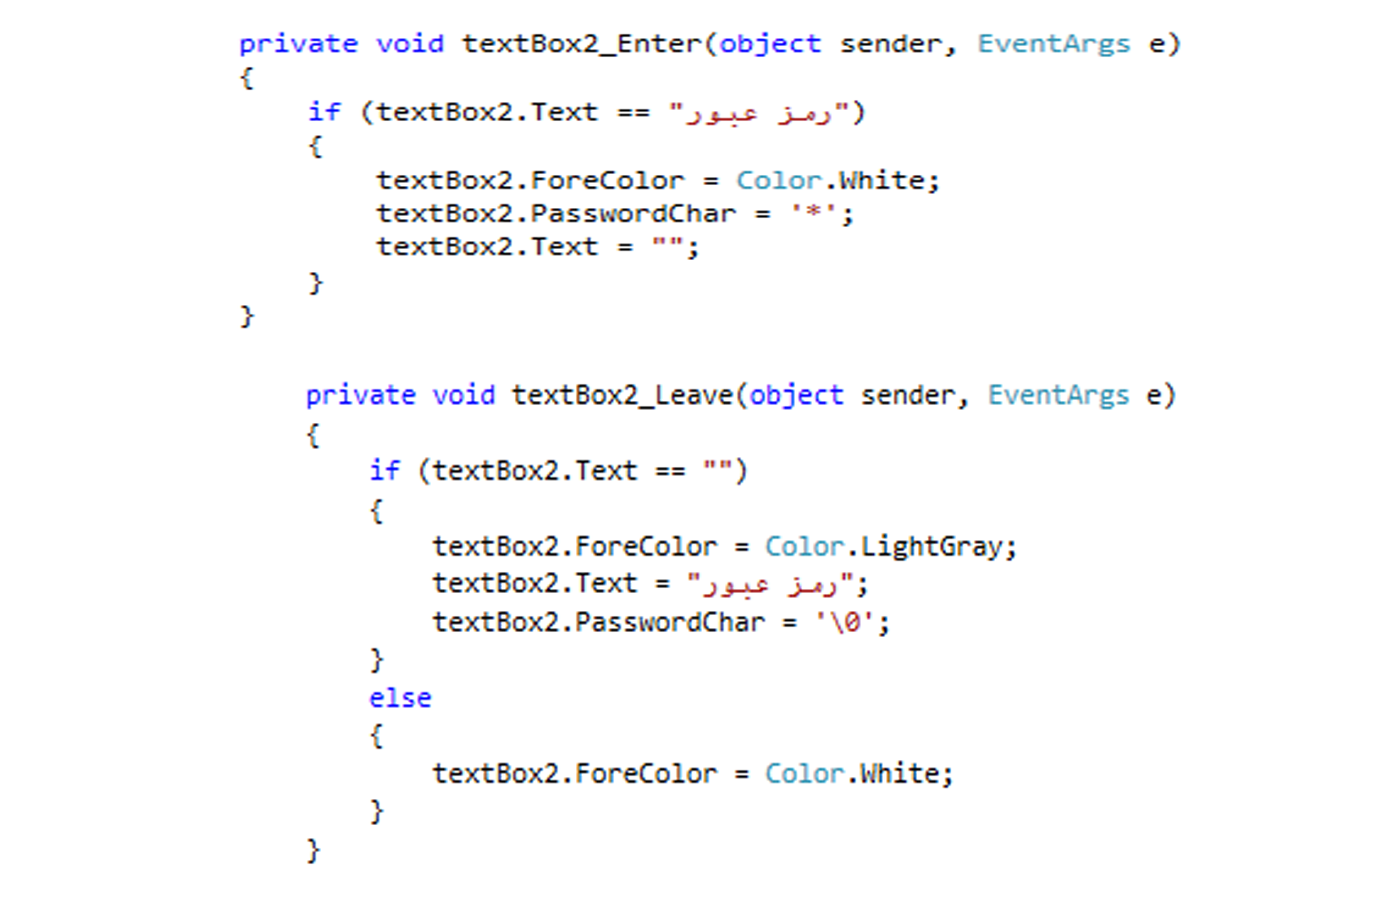 private void textBox2_Enter(object sender, EventArgs e)
{
if (textBox2.Text == "رمز عبور")
{
textBox2.ForeColor = Color.White;
textBox2.PasswordChar = '*';
textBox2.Text = "";
}
}
private void textBox2_Leave(object sender, EventArgs e)
{
if (textBox2.Text == "")
{
textBox2.ForeColor = Color.LightGray;
textBox2.Text = "رمز عبور";
textBox2.PasswordChar = '\0';
}
else
{
textBox2.ForeColor = Color.White;
}
}